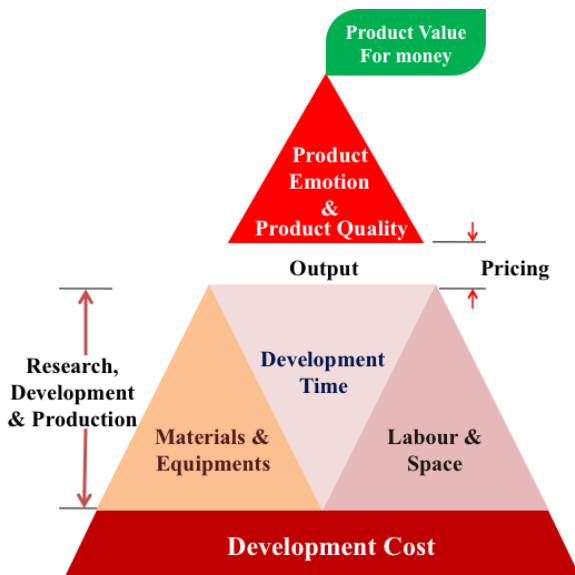 Product Value
For money
Product
Emotion
&
Product Quality
Output
Pricing
Research,
Development
& Production
Development
Time
Materials &
Equipments
Labour &
Space
Development Cost